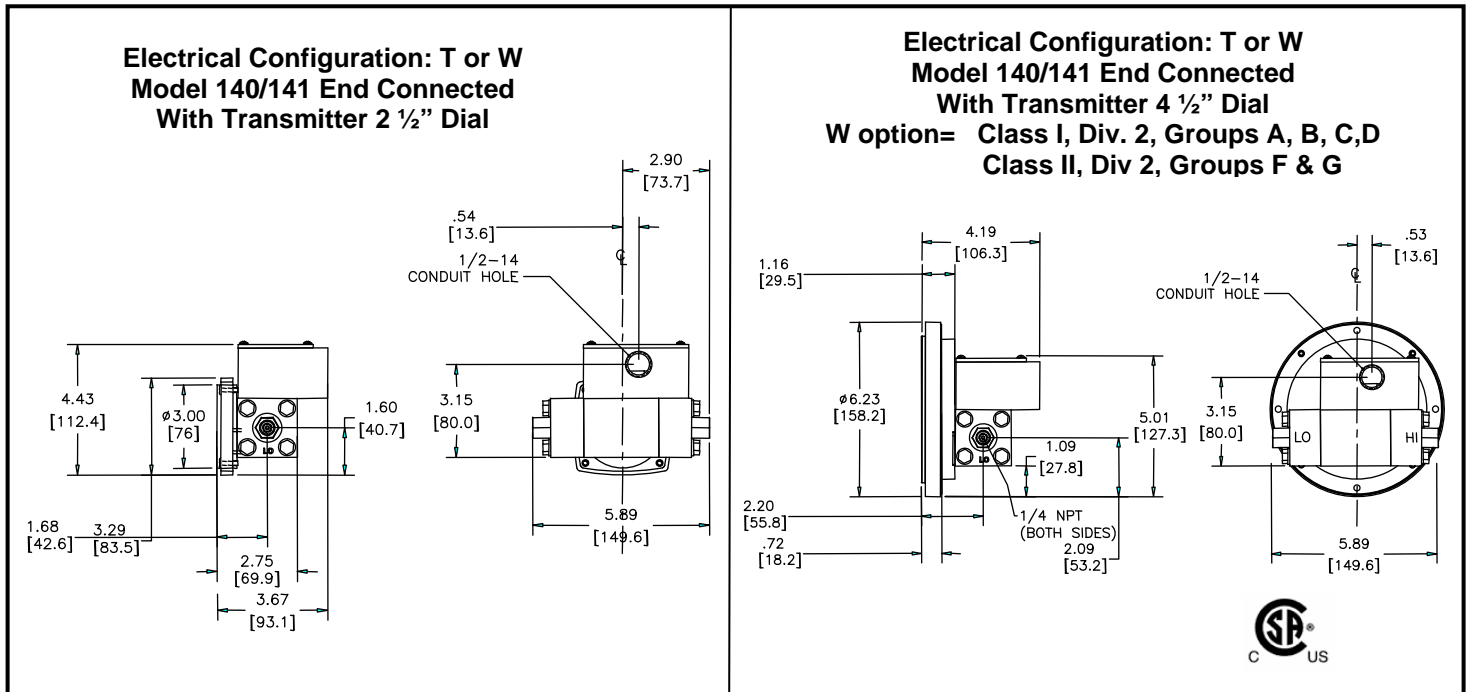 Electrical Configuration: T or W
Model 140/141 End Connected
With Transmitter 2 ½” Dial
2.90
[73.7]
.54
[13.6]
℄
1/2-14
CONDUIT HOLE
4.43
[112.4]
⌀3.00
[76]
1.60
[40.7]
LO
3.15
[80.0]
1.68
[42.6]
3.29
[83.5]
2.75
[69.9]
3.67
[93.1]
5.89
[149.6]
Electrical Configuration: T or W
Model 140/141 End Connected
With Transmitter 4 ½” Dial
W option= Class I, Div. 2, Groups A, B, C,D
Class II, Div 2, Groups F & G
4.19
[106.3]
1.16
[29.5]
.53
[13.6]
℄
1/2-14
CONDUIT HOLE
⌀6.23
[158.2]
5.01
[127.3]
1.09
[27.8]
LO
3.15
[80.0]
LO
HI
2.20
[55.8]
1/4 NPT
(BOTH SIDES)
.72
[18.2]
2.09
[53.2]
5.89
[149.6]
CSA®
C US